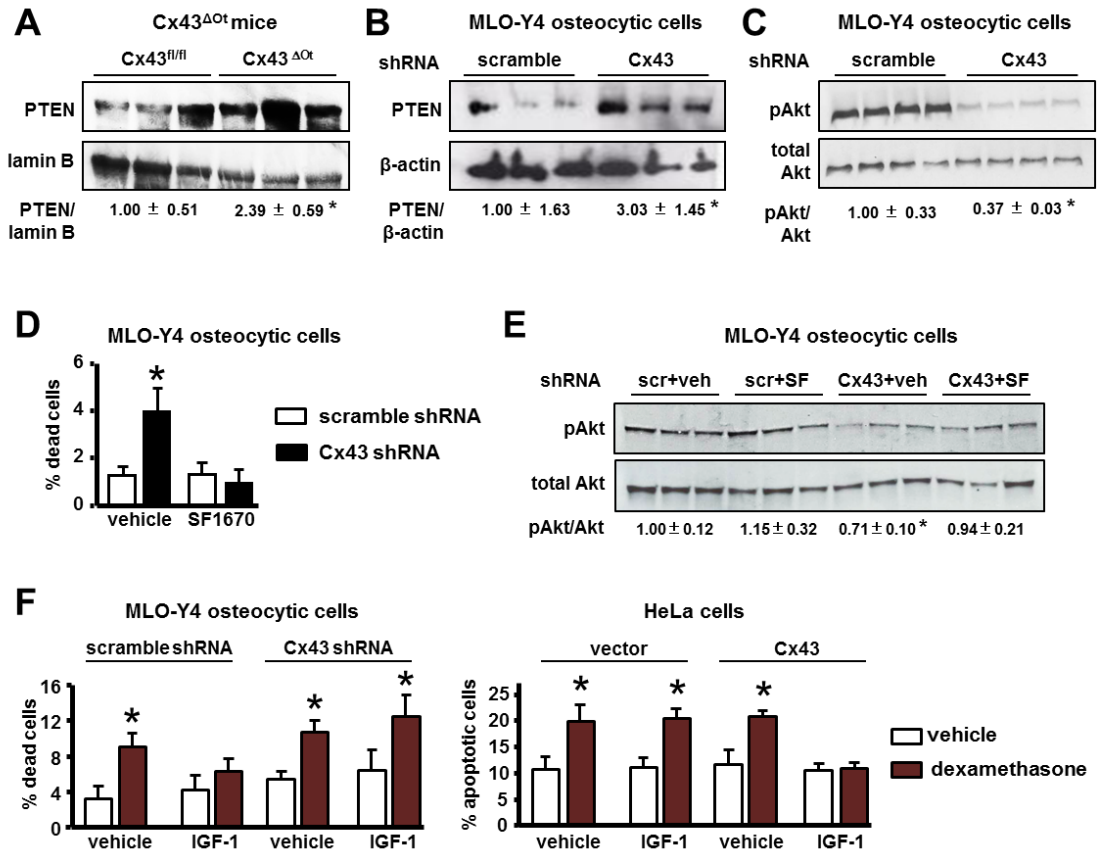 A
Cx43ΔOt mice
Cx43fl/fl Cx43 ΔOt
PTEN
lamin B
PTEN/ 1.00 ± 0.51 2.39 ± 0.59 *
lamin B
B
MLO-Y4 osteocytic cells
shRNA scramble Cx43
PTEN
β-actin
PTEN/ 1.00 ± 1.63 3.03 ± 1.45 *
β-actin
C
MLO-Y4 osteocytic cells
shRNA scramble Cx43
pAkt
total
Akt
pAkt/ 1.00 ± 0.33 0.37 ± 0.03 *
Akt
D
MLO-Y4 osteocytic cells
% dead cells
6
4
2
0
*
vehicle SF1670
scramble shRNA
Cx43 shRNA
E
MLO-Y4 osteocytic cells
shRNA scr+veh scr+SF Cx43+veh Cx43+SF
pAkt
total Akt
pAkt/Akt 1.00 ± 0.12 1.15 ± 0.32 0.71 ± 0.10 * 0.94 ± 0.21
F
MLO-Y4 osteocytic cells
scramble shRNA Cx43 shRNA
% dead cells
16
12
8
4
0
* * *
vehicle IGF-1 vehicle IGF-1
HeLa cells
vector Cx43
% apoptotic cells
25
20
15
10
5
0
* * *
vehicle IGF-1 vehicle IGF-1
vehicle
dexamethasone